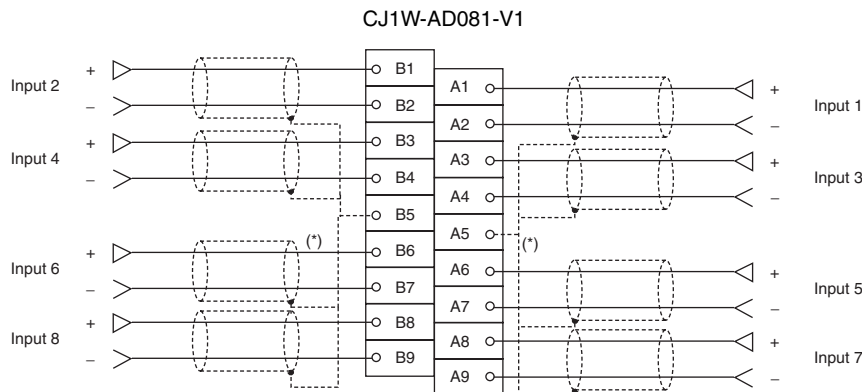 CJ1W-AD081-V1
Input 2
+
−
B1
B2
A1
A2
+
−
Input 1
Input 4
+
−
B3
B4
A3
A4
+
−
Input 3
B5
(*)
A5
(*)
Input 6
+
−
B6
B7
A6
A7
+
−
Input 5
Input 8
+
−
B8
B9
A8
A9
+
−
Input 7